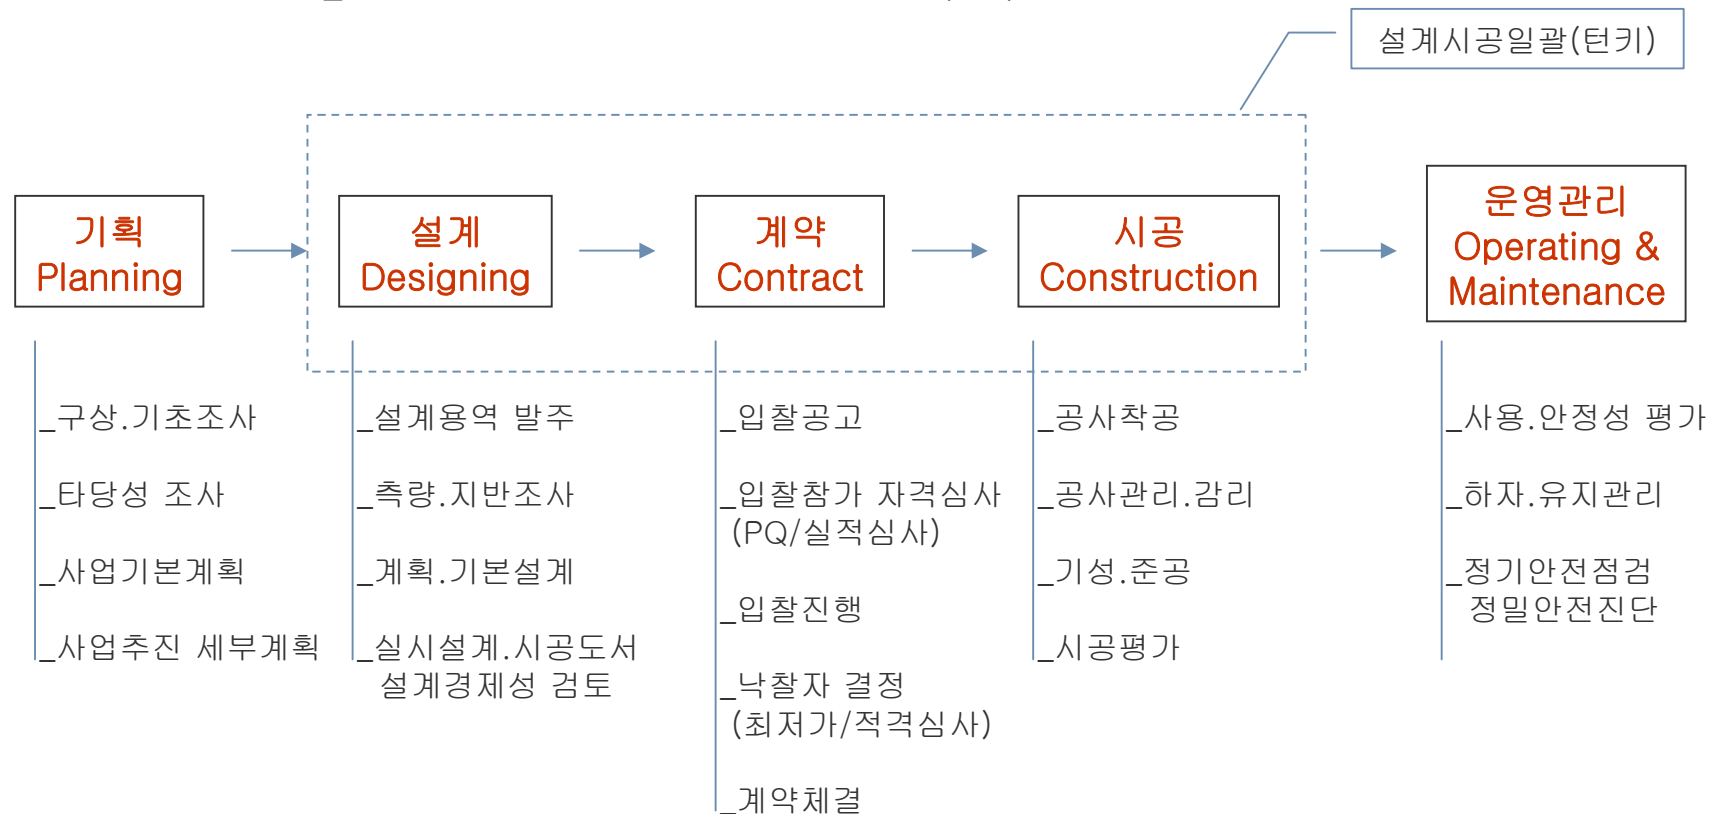 설계시공일괄(턴키)
기획
Planning
설계
Designing
계약
Contract
시공
Construction
운영관리
Operating &
Maintenance
_구상.기초조사
_타당성 조사
_사업기본계획
_사업추진 세부계획
_설계용역 발주
_측량.지반조사
_계획.기본설계
_실시설계.시공도서
설계경제성 검토
_입찰공고
_입찰참가 자격심사
(PQ/실적심사)
_입찰진행
_낙찰자 결정
(최저가/적격심사)
_계약체결
_공사착공
_공사관리.감리
_기성.준공
_시공평가
_사용.안정성 평가
_하자.유지관리
_정기안전점검
정밀안전진단